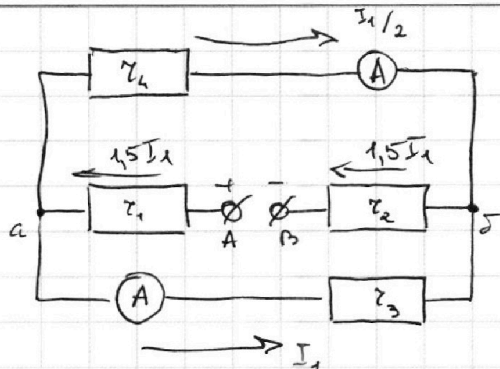 I₁/2
r₄ A
1,5I₁ 1,5I₁
+ −
a r₁ r₂ б
A B
A r₃
I₁